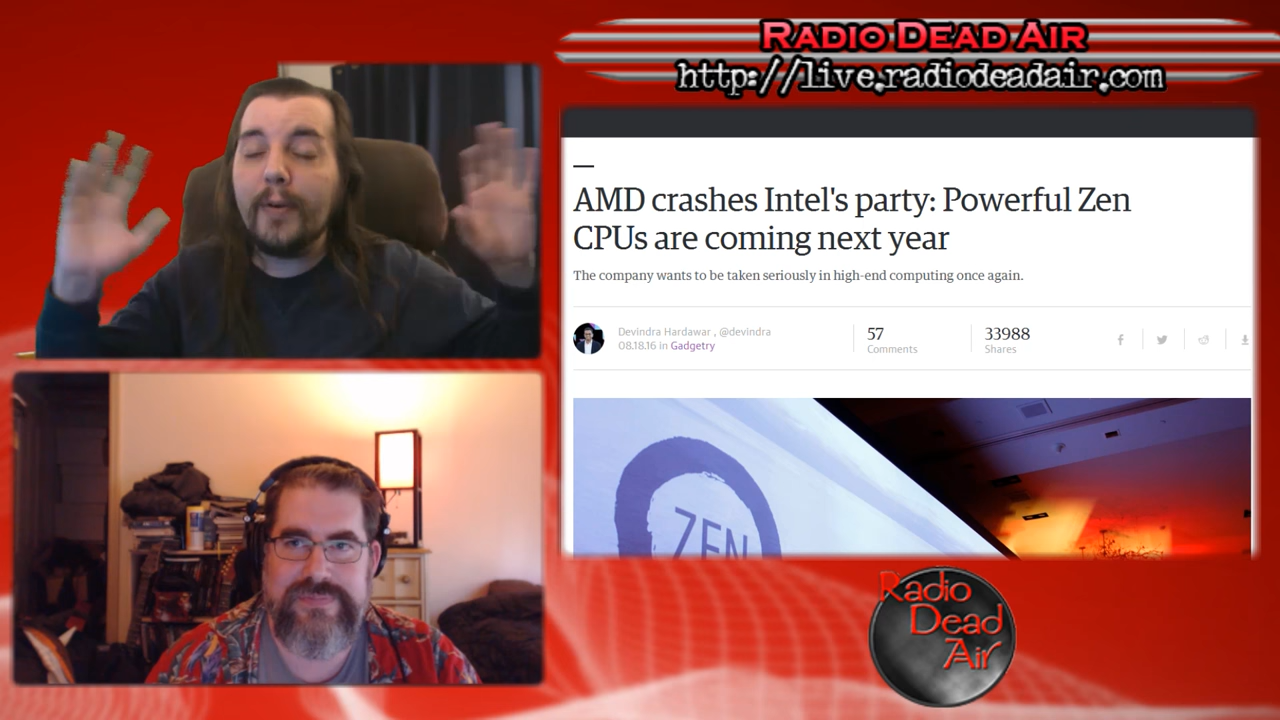 RADIO DEAD AIR
http://live.radiodeadair.com
AMD crashes Intel's party: Powerful Zen
CPUs are coming next year
The company wants to be taken seriously in high-end computing once again.
Devindra Hardawar , @devindra
08.18.16 in Gadgetry
57
Comments
33988
Shares
ZEN
Radio
Dead
Air